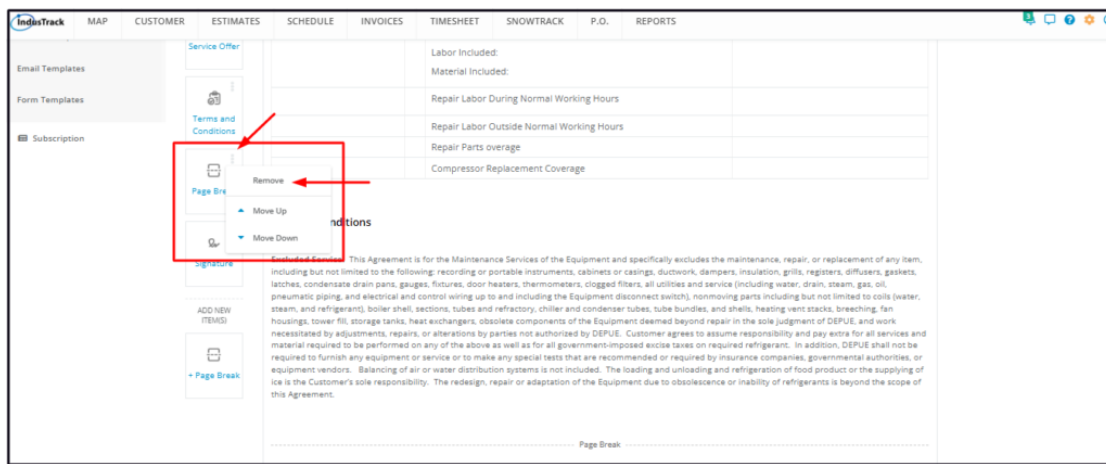 IndusTrack MAP CUSTOMER ESTIMATES SCHEDULE INVOICES TIMESHEET SNOWTRACK P.O. REPORTS
3
Email Templates
Form Templates
Subscription
Service Offer
Terms and
Conditions
Page Bre
Remove
Move Up
Move Down
Signature
ADD NEW
ITEM(S)
+ Page Break
Labor Included:
Material Included:
Repair Labor During Normal Working Hours
Repair Labor Outside Normal Working Hours
Repair Parts overage
Compressor Replacement Coverage
nditions
This Agreement is for the Maintenance Services of the Equipment and specifically excludes the maintenance, repair, or replacement of any item,
including but not limited to the following: recording or portable instruments, cabinets or casings, ductwork, dampers, insulation, grills, registers, diffusers, gaskets,
latches, condensate drain pans, gauges, fixtures, door heaters, thermometers, clogged filters, all utilities and service (including water, drain, steam, gas, oil,
pneumatic piping, and electrical and control wiring up to and including the Equipment disconnect switch), nonmoving parts including but not limited to coils (water,
steam, and refrigerant), boiler shell, sections, tubes and refractory, chiller and condenser tubes, tube bundles, and shells, heating vent stacks, breeching, fan
housings, tower fill, storage tanks, heat exchangers, obsolete components of the Equipment deemed beyond repair in the sole judgment of DEPUE, and work
necessitated by adjustments, repairs, or alterations by parties not authorized by DEPUE. Customer agrees to assume responsibility and pay extra for all services and
material required to be performed on any of the above as well as for all government-imposed excise taxes on required refrigerant. In addition, DEPUE shall not be
required to furnish any equipment or service or to make any special tests that are recommended or required by insurance companies, governmental authorities, or
equipment vendors. Balancing of air or water distribution systems is not included. The loading and unloading and refrigeration of food product or the supplying of
ice is the Customer's sole responsibility. The redesign, repair or adaptation of the Equipment due to obsolescence or inability of refrigerants is beyond the scope of
this Agreement.
Page Break